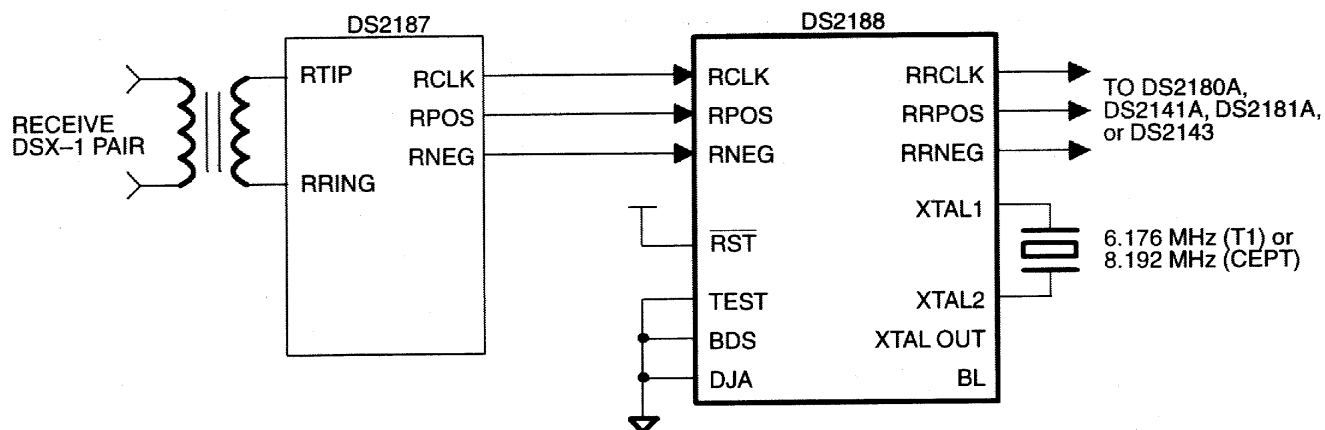 DS2187
DS2188
RTIP
RCLK
RPOS
RNEG
RRING
RECEIVE
DSX–1 PAIR
RCLK
RPOS
RNEG
RST
TEST
BDS
DJA
RRCLK
RRPOS
RRNEG
XTAL1
XTAL2
XTAL OUT
BL
TO DS2180A,
DS2141A, DS2181A,
or DS2143
6.176 MHz (T1) or
8.192 MHz (CEPT)